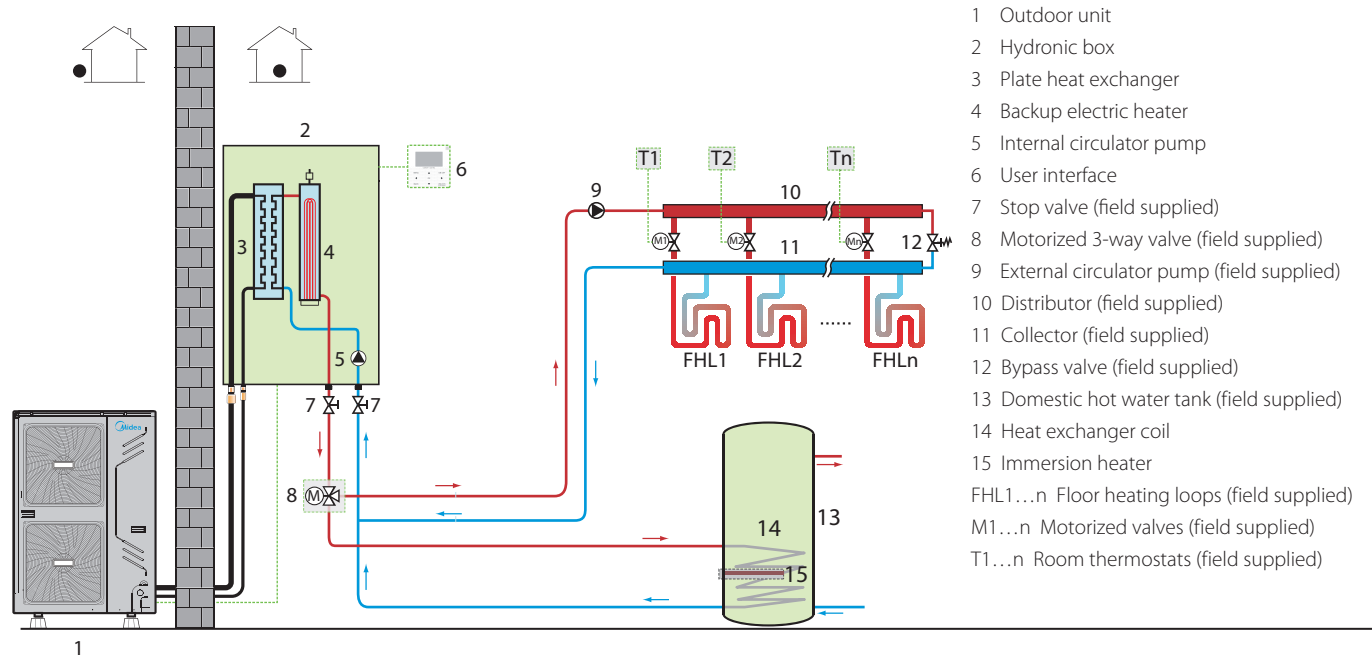 2
6
T1
T2
Tn
9
10
M1
M2
Mn
12
11
3
4
5
FHL1
FHL2
......
FHLn
7
7
Midea
8
M
14
13
15
1
1 Outdoor unit
2 Hydronic box
3 Plate heat exchanger
4 Backup electric heater
5 Internal circulator pump
6 User interface
7 Stop valve (field supplied)
8 Motorized 3-way valve (field supplied)
9 External circulator pump (field supplied)
10 Distributor (field supplied)
11 Collector (field supplied)
12 Bypass valve (field supplied)
13 Domestic hot water tank (field supplied)
14 Heat exchanger coil
15 Immersion heater
FHL1…n Floor heating loops (field supplied)
M1…n Motorized valves (field supplied)
T1…n Room thermostats (field supplied)